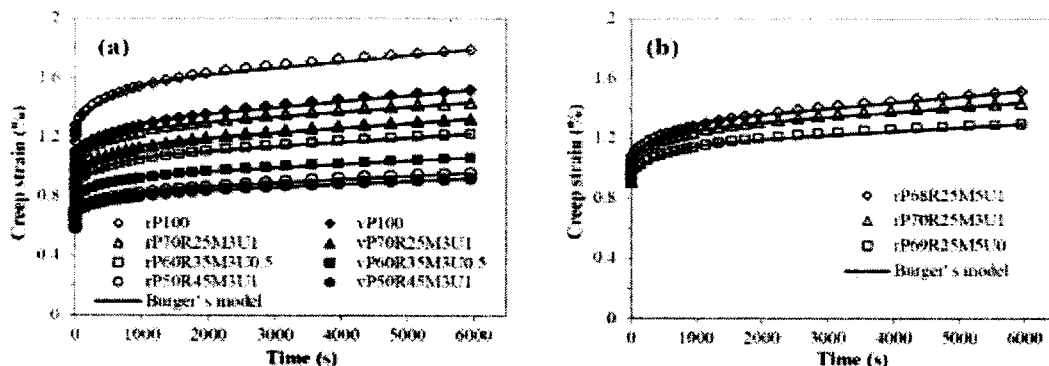 (a)
Creep strain (%)
2
1.6
1.2
0.8
0.4
0
rP100
vP100
rP70R25M3U1
vP70R25M3U1
rP60R35M3U0.5
vP60R35M3U0.5
rP50R45M3U1
vP50R45M3U1
Burger's model
0 1000 2000 3000 4000 5000 6000
Time (s)
(b)
Creep strain (%)
2
1.6
1.2
0.8
0.4
0
rP68R25M5U1
rP70R25M3U1
rP69R25M5U0
Burger's model
0 1000 2000 3000 4000 5000 6000
Time (s)